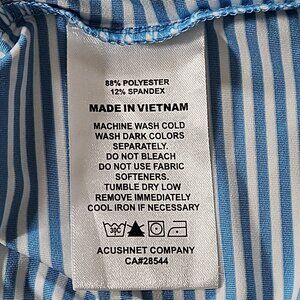 88% POLYESTER
12% SPANDEX
MADE IN VIETNAM
MACHINE WASH COLD
WASH DARK COLORS
SEPARATELY.
DO NOT BLEACH
DO NOT USE FABRIC
SOFTENERS.
TUMBLE DRY LOW
REMOVE IMMEDIATELY
COOL IRON IF NECESSARY
ACUSHNET COMPANY
CA#28544